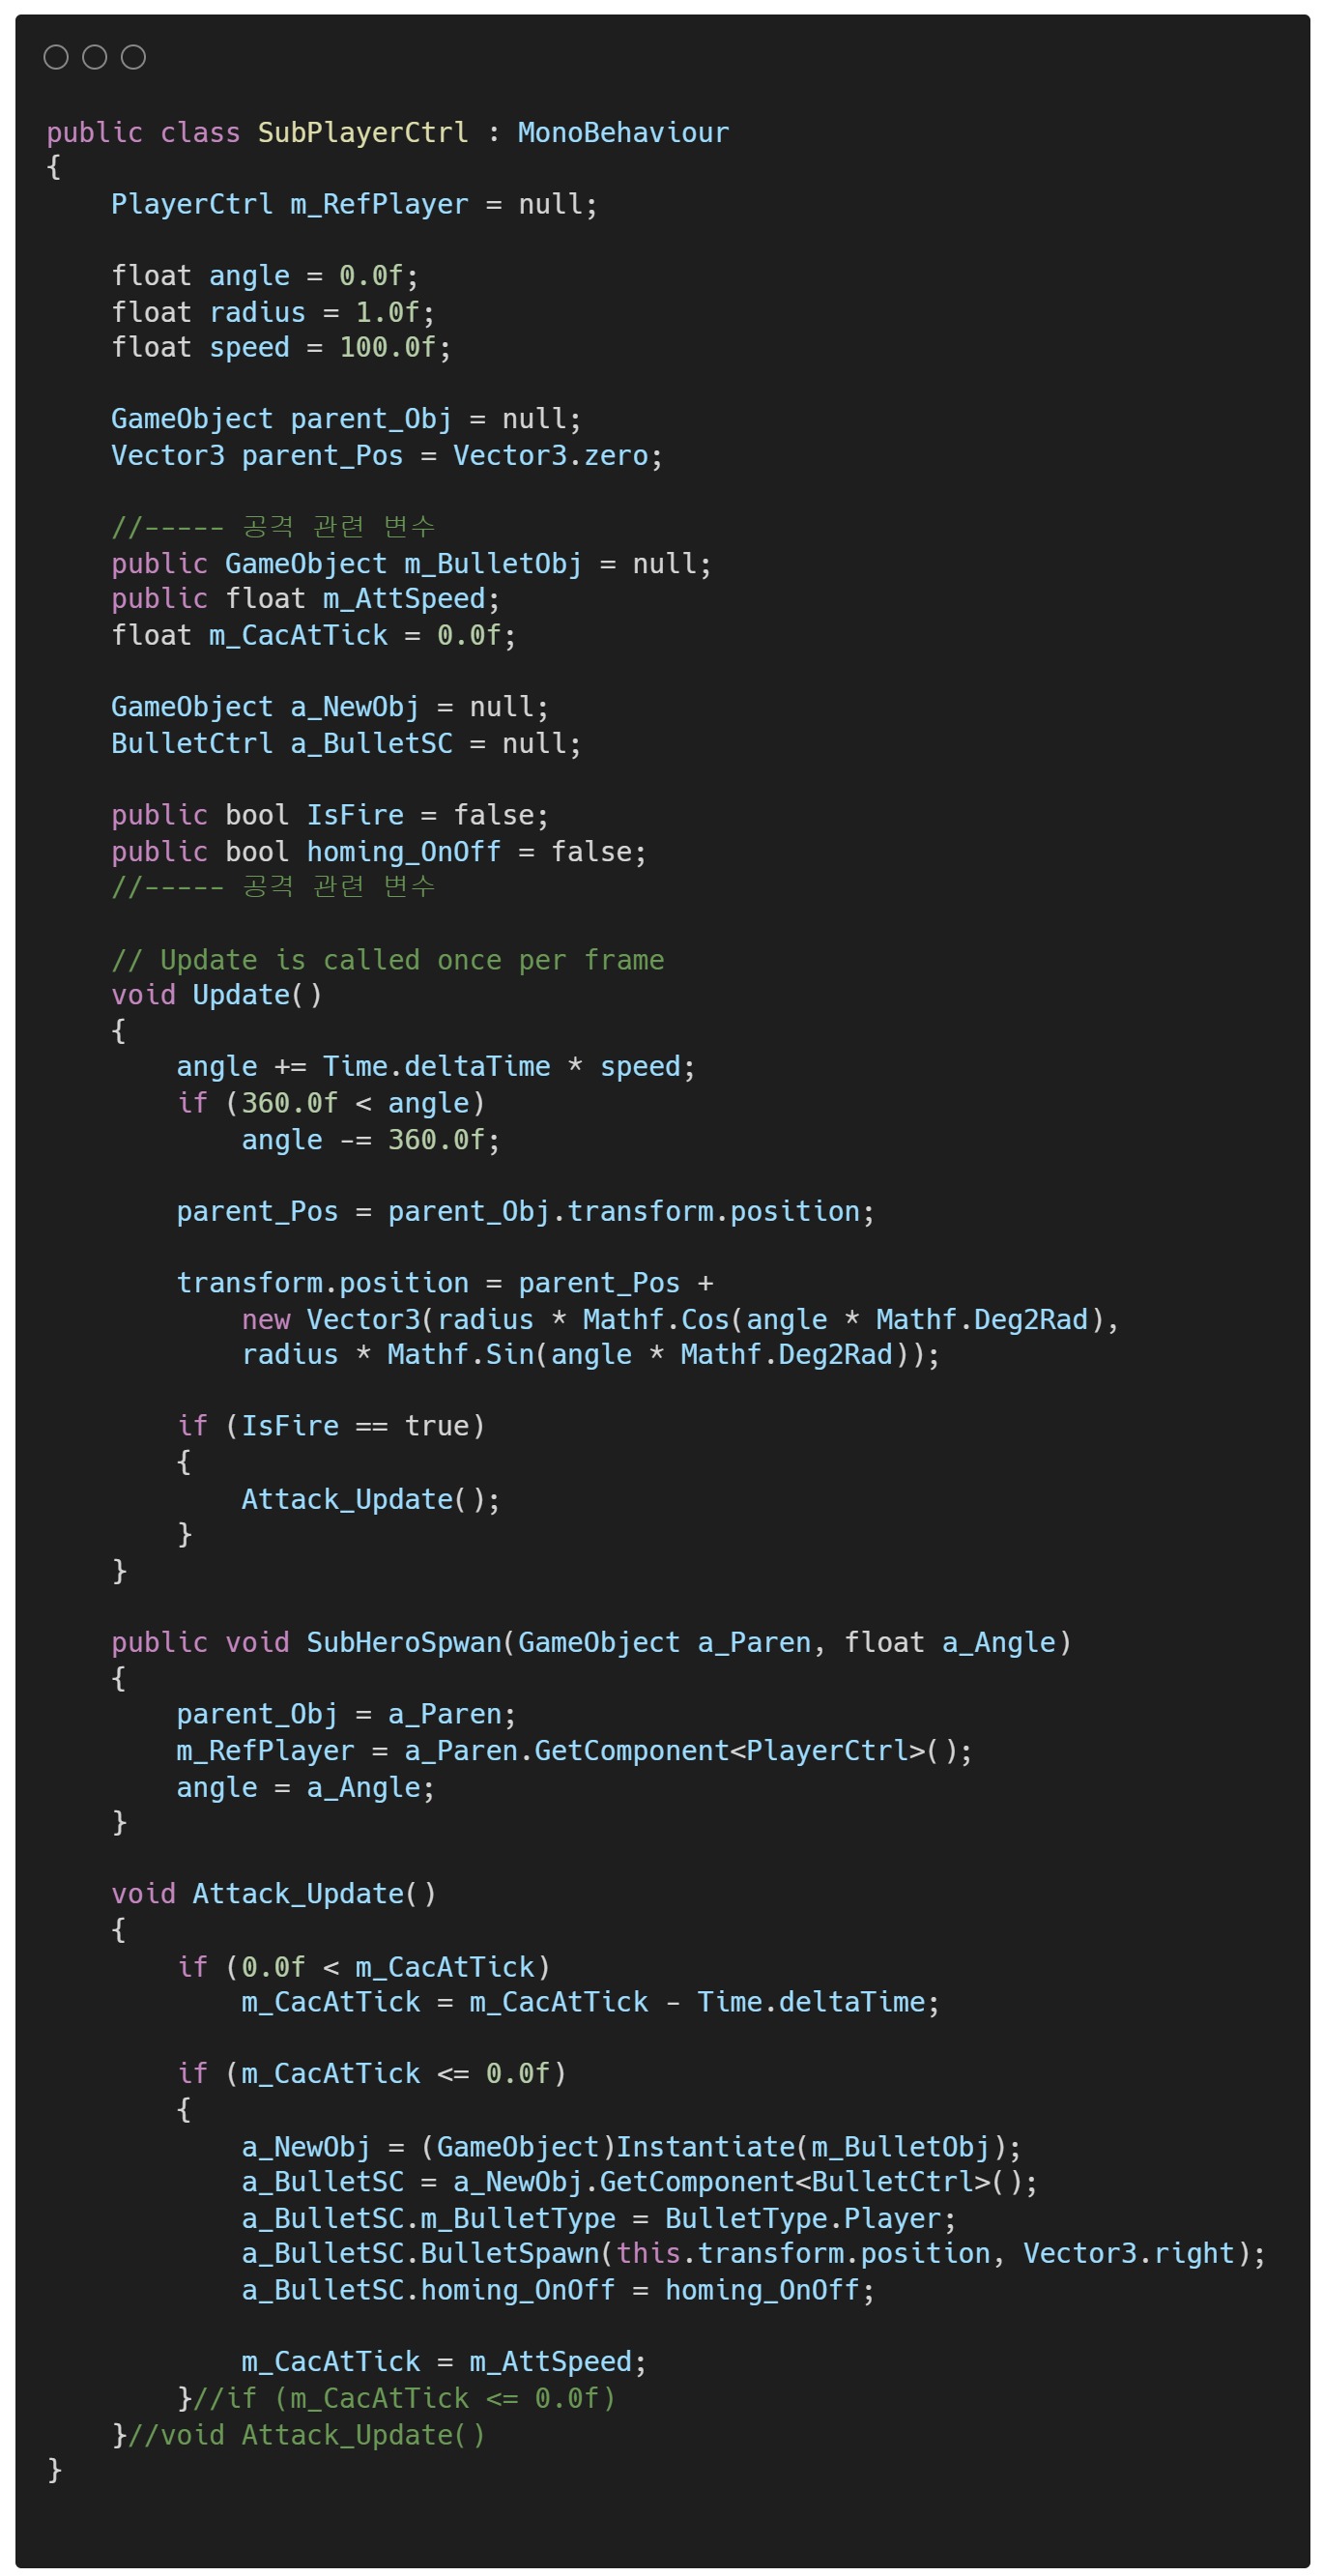 public class SubPlayerCtrl : MonoBehaviour
{
    PlayerCtrl m_RefPlayer = null;

    float angle = 0.0f;
    float radius = 1.0f;
    float speed = 100.0f;

    GameObject parent_Obj = null;
    Vector3 parent_Pos = Vector3.zero;

    //----- 공격 관련 변수
    public GameObject m_BulletObj = null;
    public float m_AttSpeed;
    float m_CacAtTick = 0.0f;

    GameObject a_NewObj = null;
    BulletCtrl a_BulletSC = null;

    public bool IsFire = false;
    public bool homing_OnOff = false;
    //----- 공격 관련 변수

    // Update is called once per frame
    void Update()
    {
        angle += Time.deltaTime * speed;
        if (360.0f < angle)
            angle -= 360.0f;

        parent_Pos = parent_Obj.transform.position;

        transform.position = parent_Pos +
            new Vector3(radius * Mathf.Cos(angle * Mathf.Deg2Rad),
            radius * Mathf.Sin(angle * Mathf.Deg2Rad));

        if (IsFire == true)
        {
            Attack_Update();
        }
    }

    public void SubHeroSpwan(GameObject a_Paren, float a_Angle)
    {
        parent_Obj = a_Paren;
        m_RefPlayer = a_Paren.GetComponent<PlayerCtrl>();
        angle = a_Angle;
    }

    void Attack_Update()
    {
        if (0.0f < m_CacAtTick)
            m_CacAtTick = m_CacAtTick - Time.deltaTime;

        if (m_CacAtTick <= 0.0f)
        {
            a_NewObj = (GameObject)Instantiate(m_BulletObj);
            a_BulletSC = a_NewObj.GetComponent<BulletCtrl>();
            a_BulletSC.m_BulletType = BulletType.Player;
            a_BulletSC.BulletSpawn(this.transform.position, Vector3.right);
            a_BulletSC.homing_OnOff = homing_OnOff;

            m_CacAtTick = m_AttSpeed;
        }//if (m_CacAtTick <= 0.0f)
    }//void Attack_Update()
}